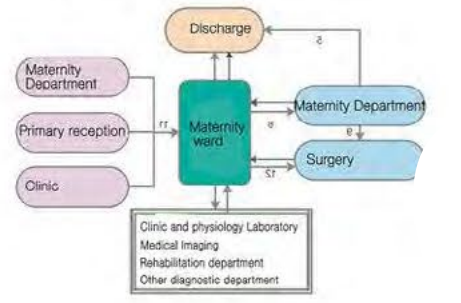 Discharge
5
Maternity
Department
Maternity Department
Primary reception
11
Maternity
ward
9
9
Surgery
Clinic
12
Clinic and physiology Laboratory
Medical Imaging
Rehabilitation department
Other diagnostic department